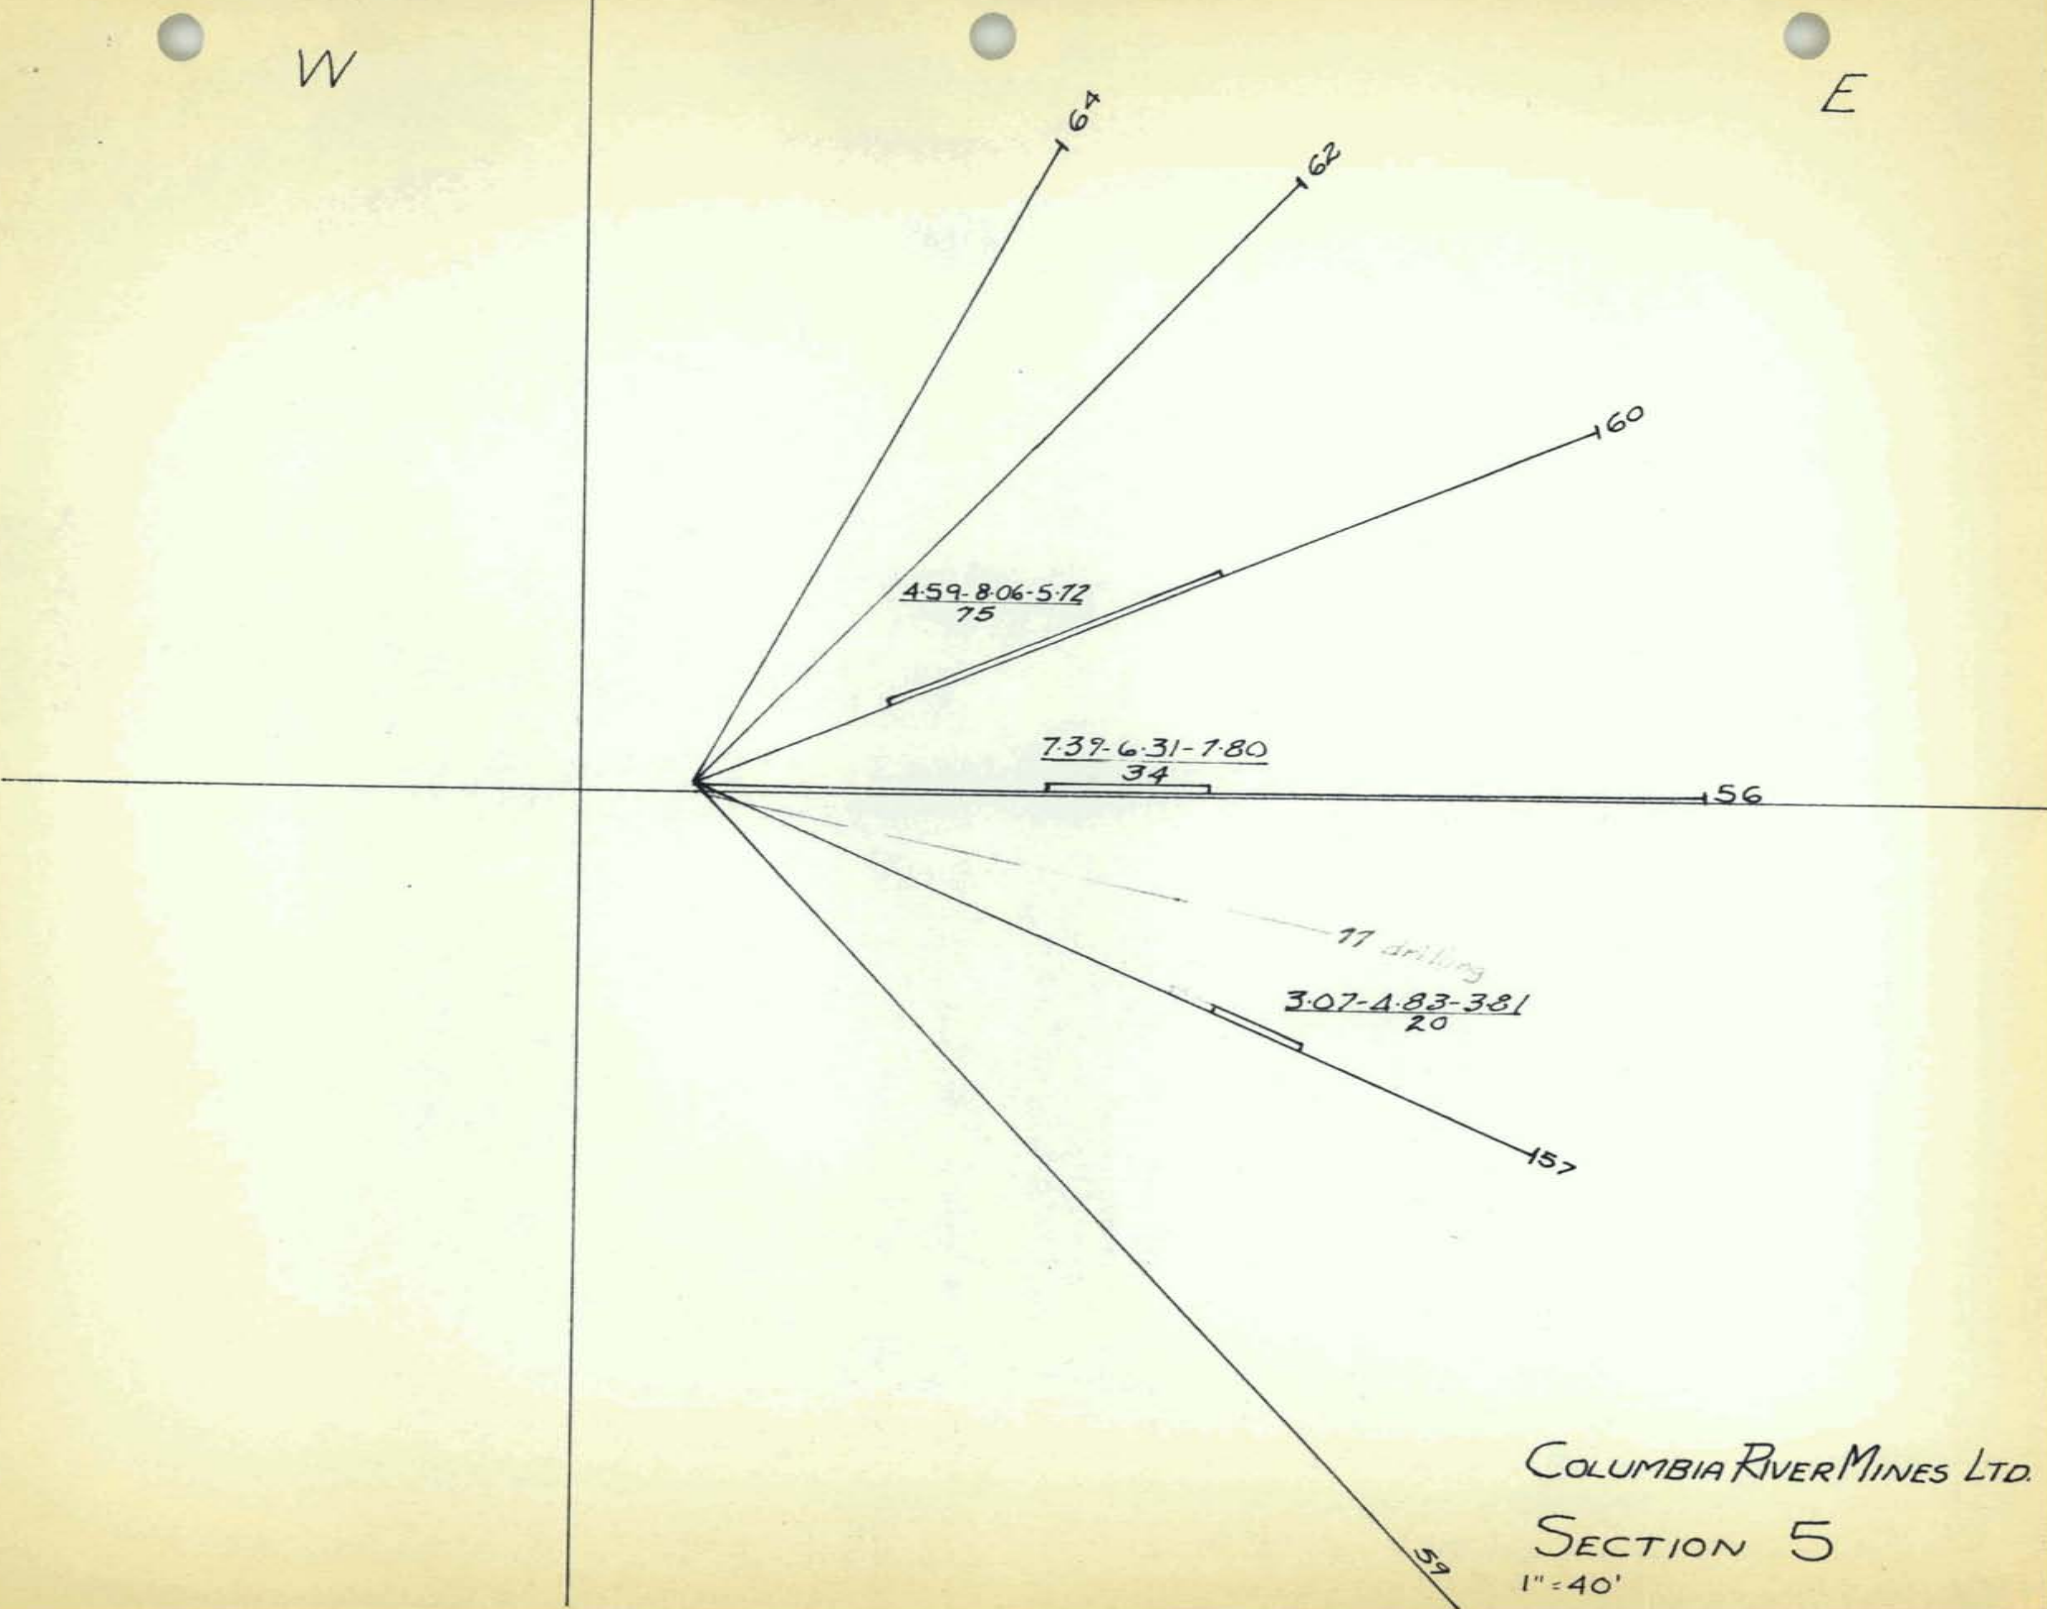 W
E
64
62
60
4.59-8.06-5.72
75
7.39-6.31-7.80
34
56
77 drilling
3.07-4.83-3.81
20
57
59
COLUMBIA RIVER MINES LTD.
SECTION 5
1"=40'